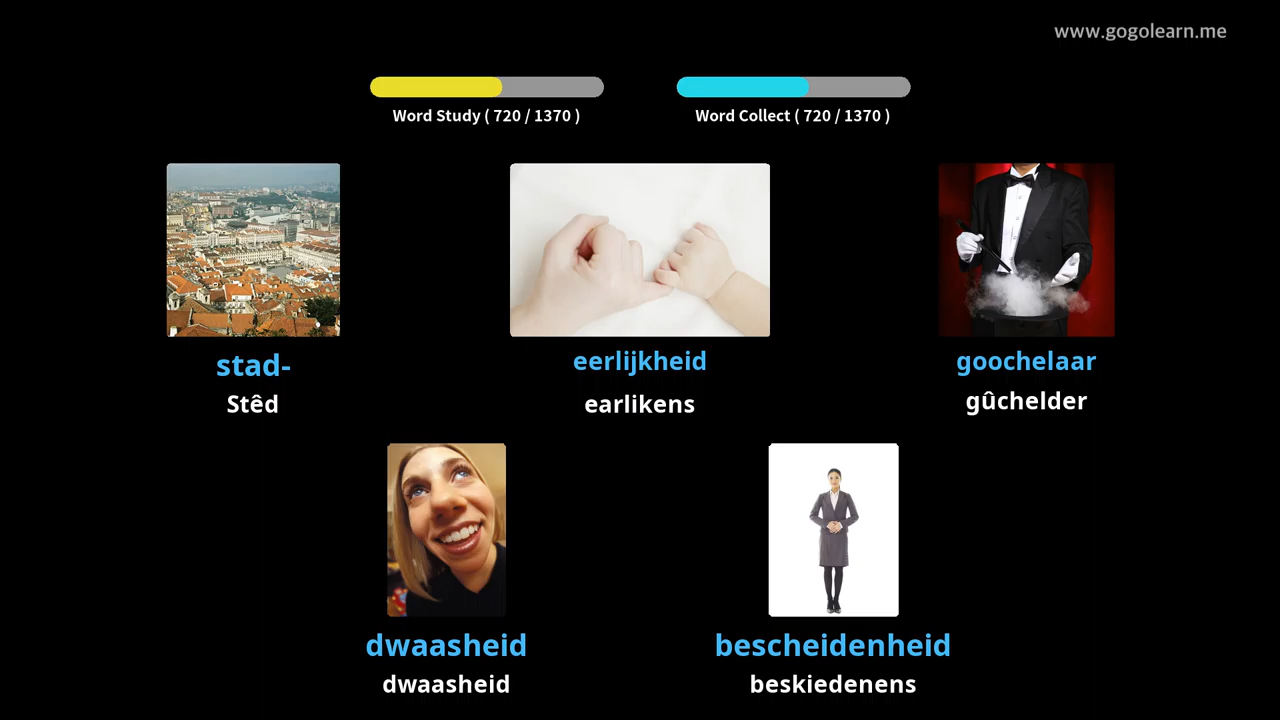 www.gogolearn.me
Word Study ( 720 / 1370 )
Word Collect ( 720 / 1370 )
stad-
Stêd
eerlijkheid
earlikens
goochelaar
gûchelder
dwaasheid
dwaasheid
bescheidenheid
beskiedenens